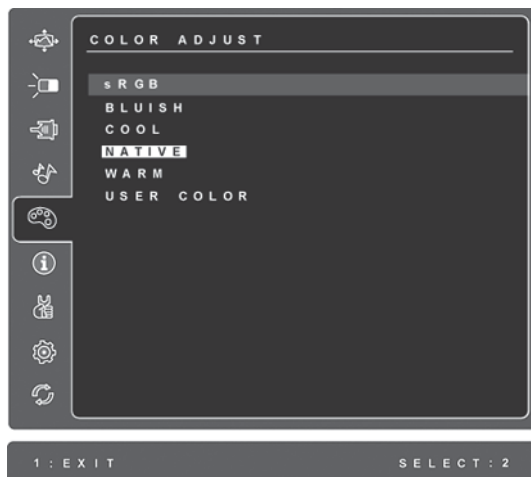 COLOR ADJUST
sRGB
BLUISH
COOL
NATIVE
WARM
USER COLOR
1:EXIT SELECT:2